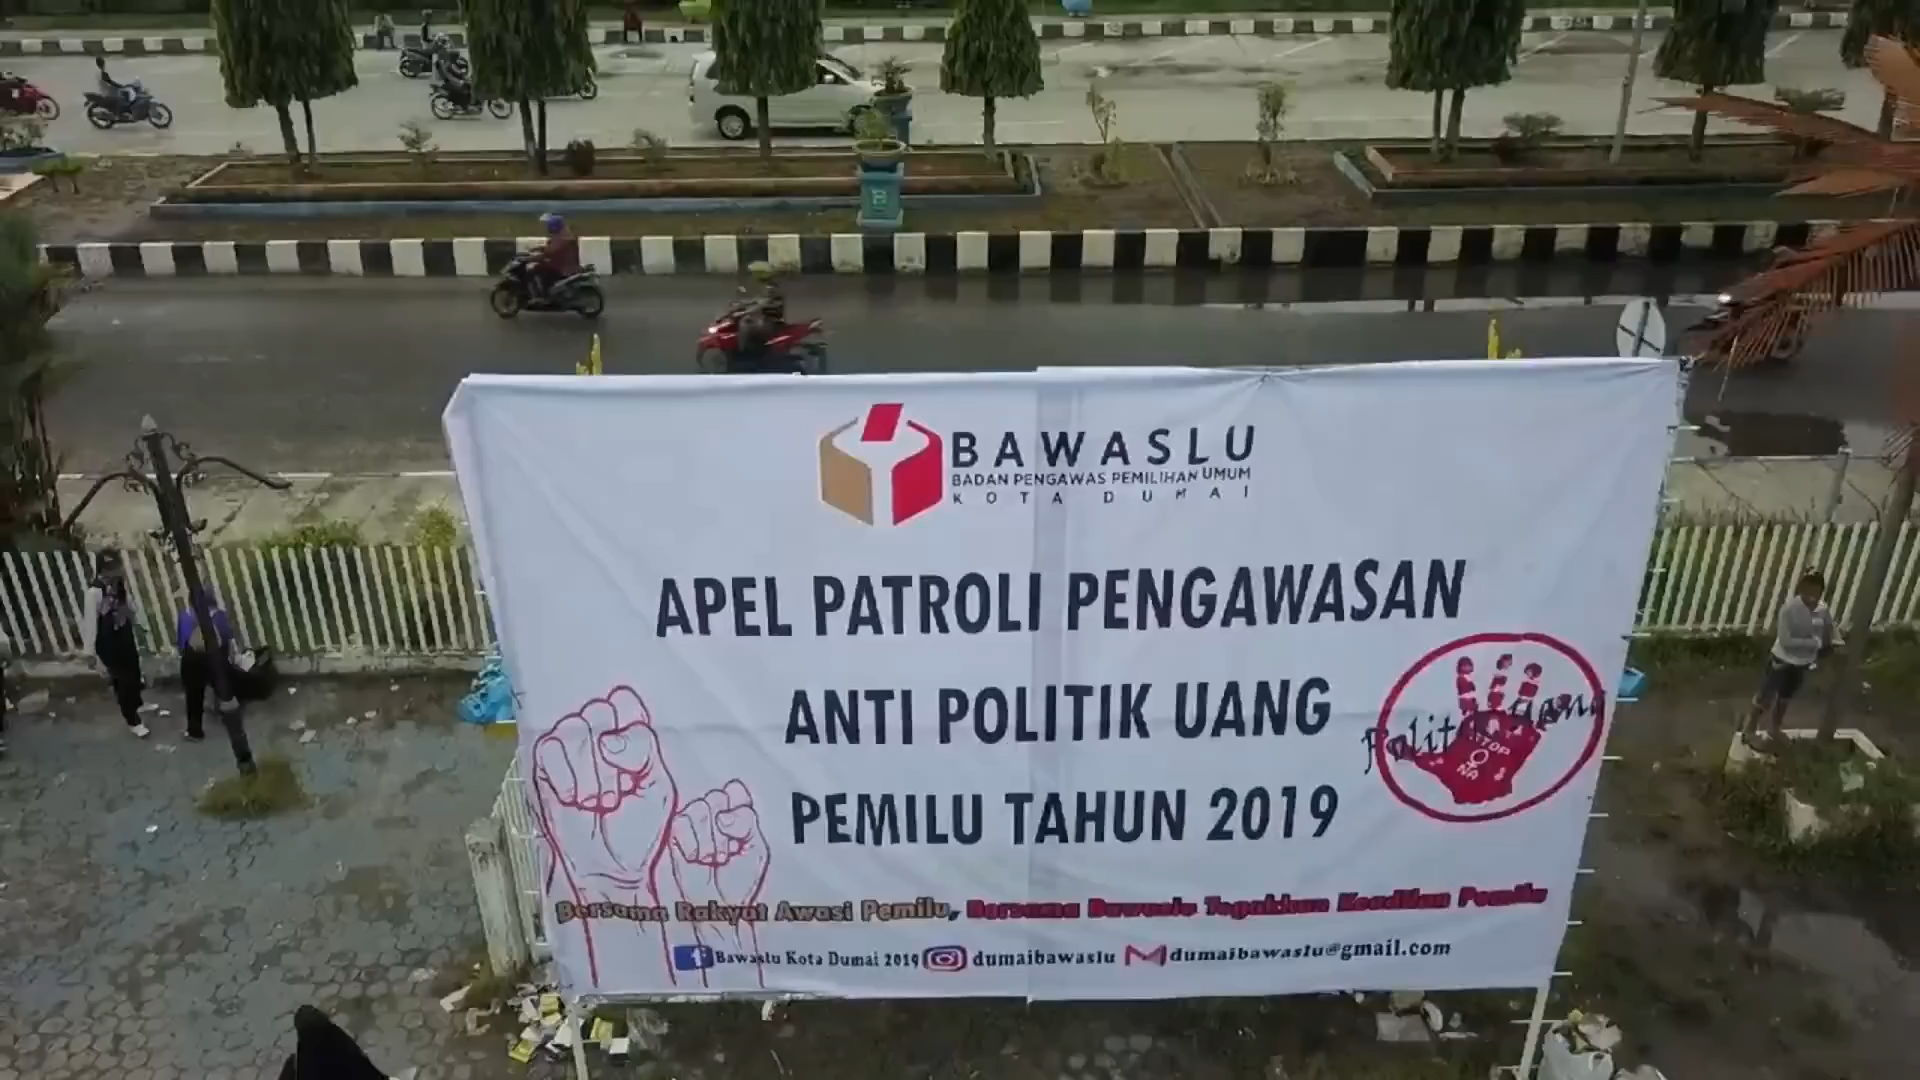 BAWASLU
BADAN PENGAWAS PEMILIHAN UMUM
KOTA DUMAI
APEL PATROLI PENGAWASAN
ANTI POLITIK UANG
PEMILU TAHUN 2019
Bersama Rakyat Awasi Pemilu, Bersama Bawaslu Tegakkan Keadilan Pemilu
Bawaslu Kota Dumai 2019 dumaibawaslu dumaibawaslu@gmail.com